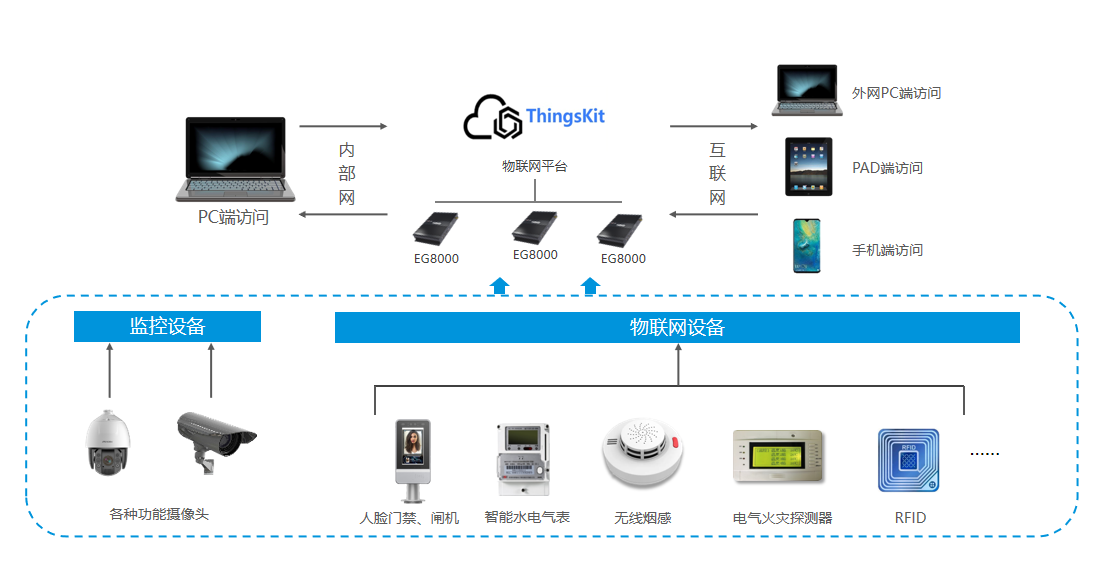 ThingsKit
物联网平台
内部网
互联网
PC端访问
外网PC端访问
PAD端访问
手机端访问
EG8000
EG8000
EG8000
监控设备
物联网设备
RFID
各种功能摄像头
人脸门禁、闸机
智能水电气表
无线烟感
电气火灾探测器
RFID
......